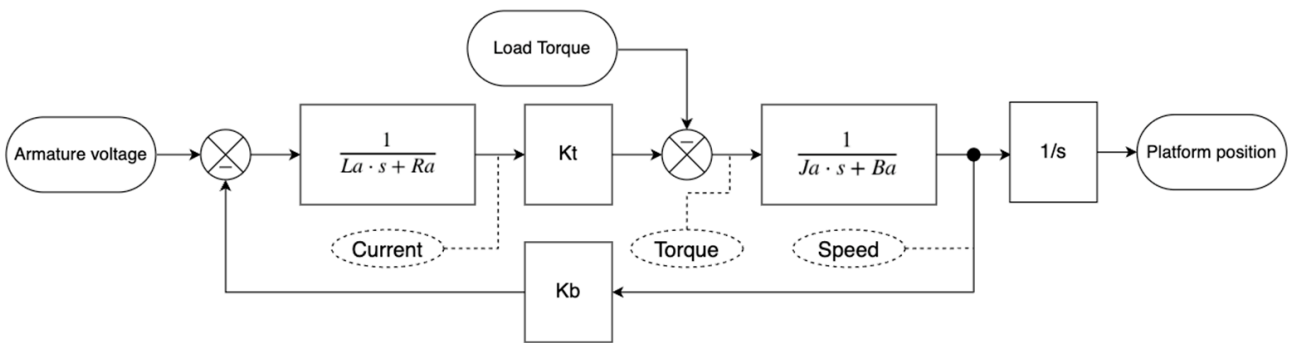 Load Torque
Armature voltage
−
1
La · s + Ra
Kt
−
1
Ja · s + Ba
1/s
Platform position
Current
Torque
Speed
Kb